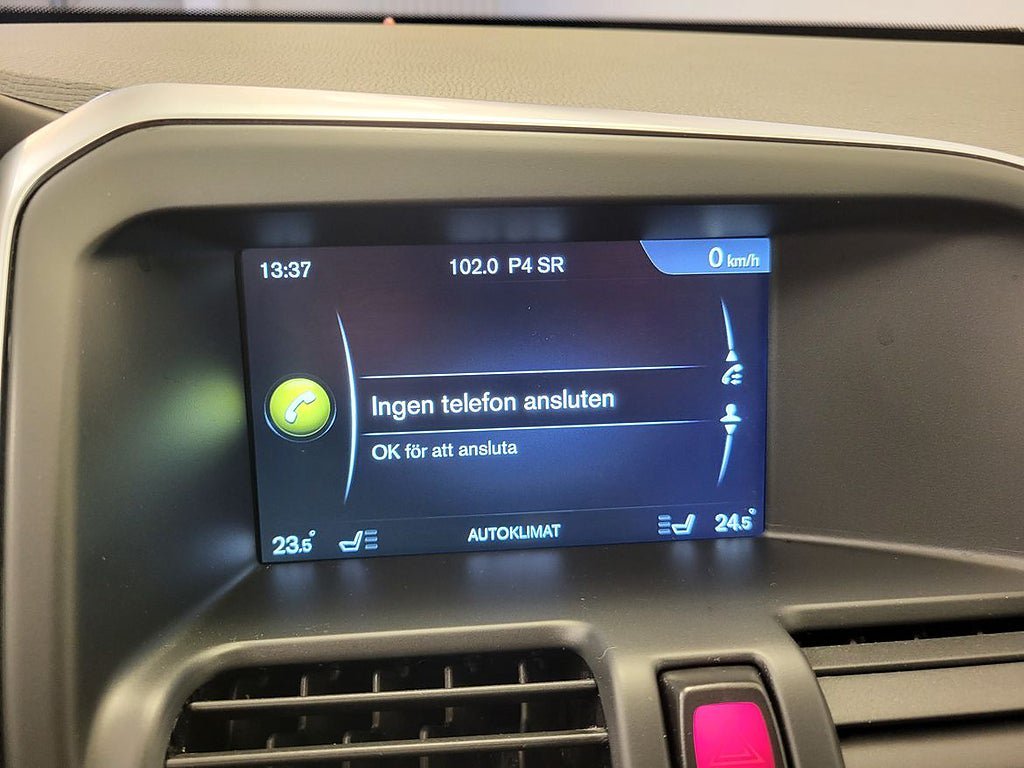 13:37
102.0 P4 SR
0 km/h
Ingen telefon ansluten
OK för att ansluta
23.5°
AUTOKLIMAT
24.5°